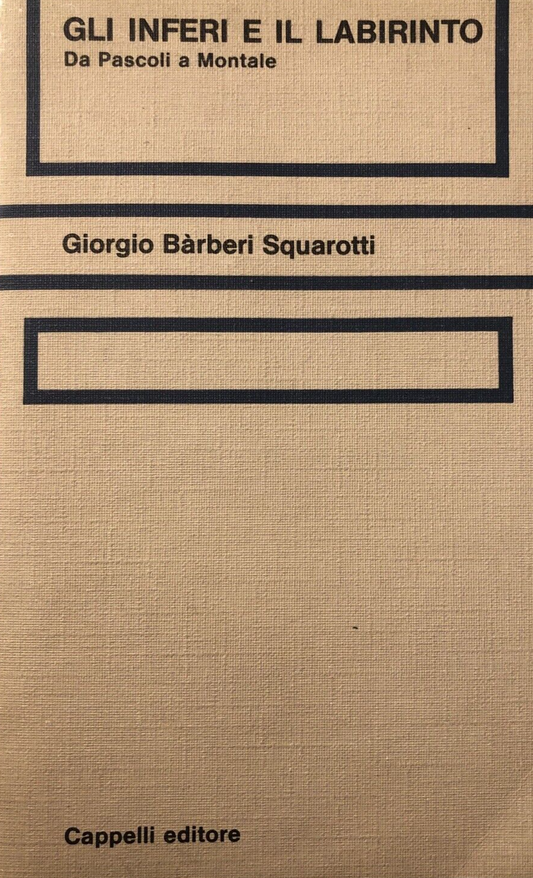 GLI INFERI E IL LABIRINTO
Da Pascoli a Montale
Giorgio Bàrberi Squarotti
Cappelli editore